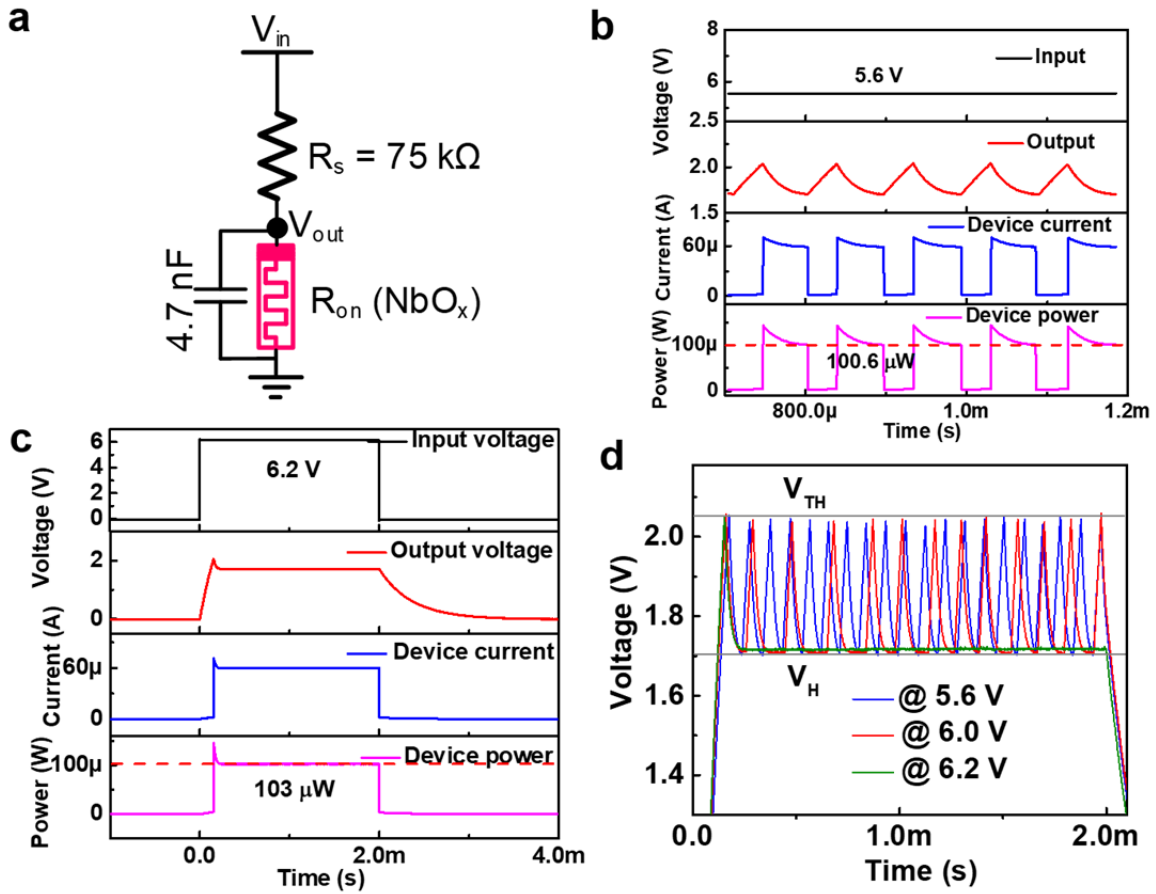 a
V_in
R_s = 75 kΩ
V_out
4.7 nF
R_on (NbO_x)
b
Voltage (V)
8
6
5.6 V
Input
2.5
2.0
1.5
Output
Current (A)
60µ
0
Device current
Power (W)
100µ
0
Device power
100.6 µW
800.0µ
1.0m
1.2m
Time (s)
c
Voltage (V)
6
4
2
0
Input voltage
6.2 V
2
0
Output voltage
Current (A)
60µ
0
Device current
Power (W)
100µ
0
Device power
103 µW
0.0
2.0m
4.0m
Time (s)
d
Voltage (V)
2.0
1.8
1.6
1.4
V_TH
V_H
@ 5.6 V
@ 6.0 V
@ 6.2 V
0.0
1.0m
2.0m
Time (s)